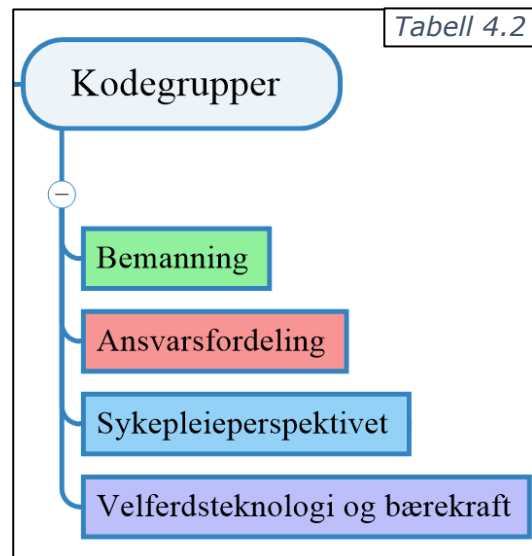 Tabell 4.2
Kodegrupper
Bemanning
Ansvarsfordeling
Sykepleieperspektivet
Velferdsteknologi og bærekraft